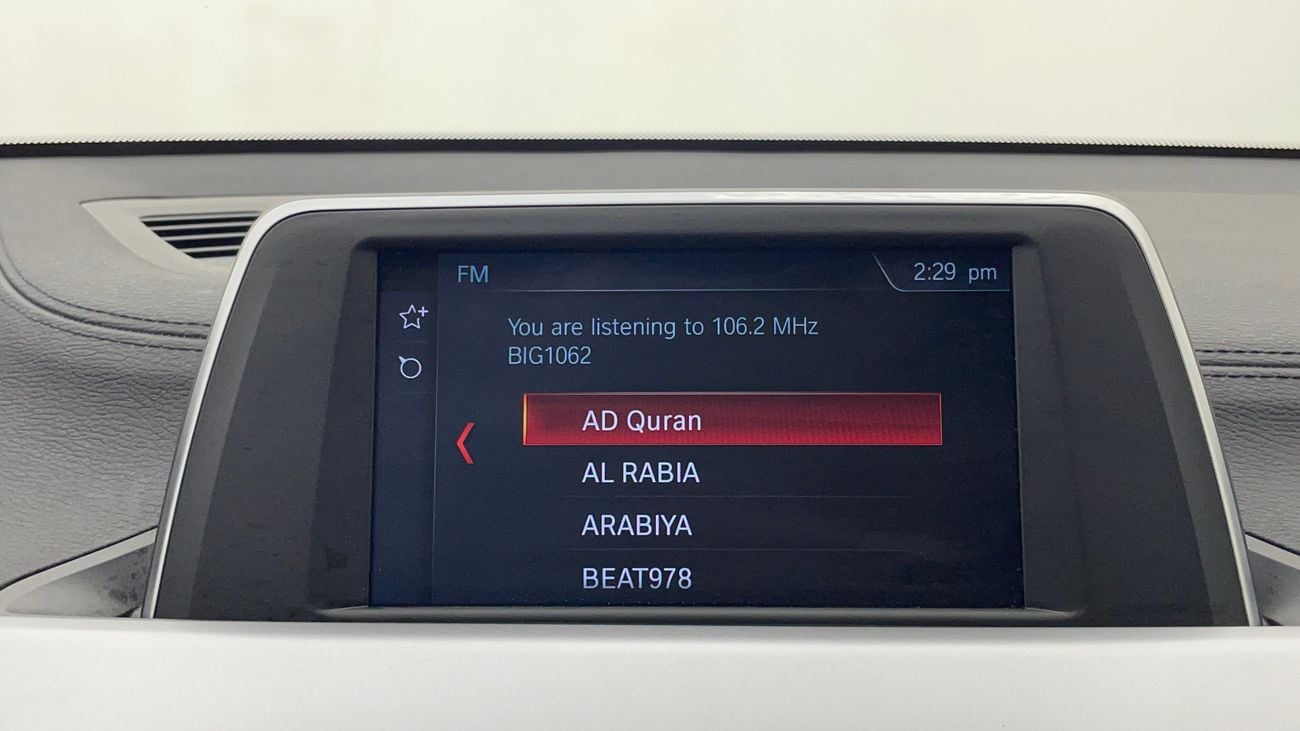 FM
2:29 pm
You are listening to 106.2 MHz
BIG1062
AD Quran
AL RABIA
ARABIYA
BEAT978